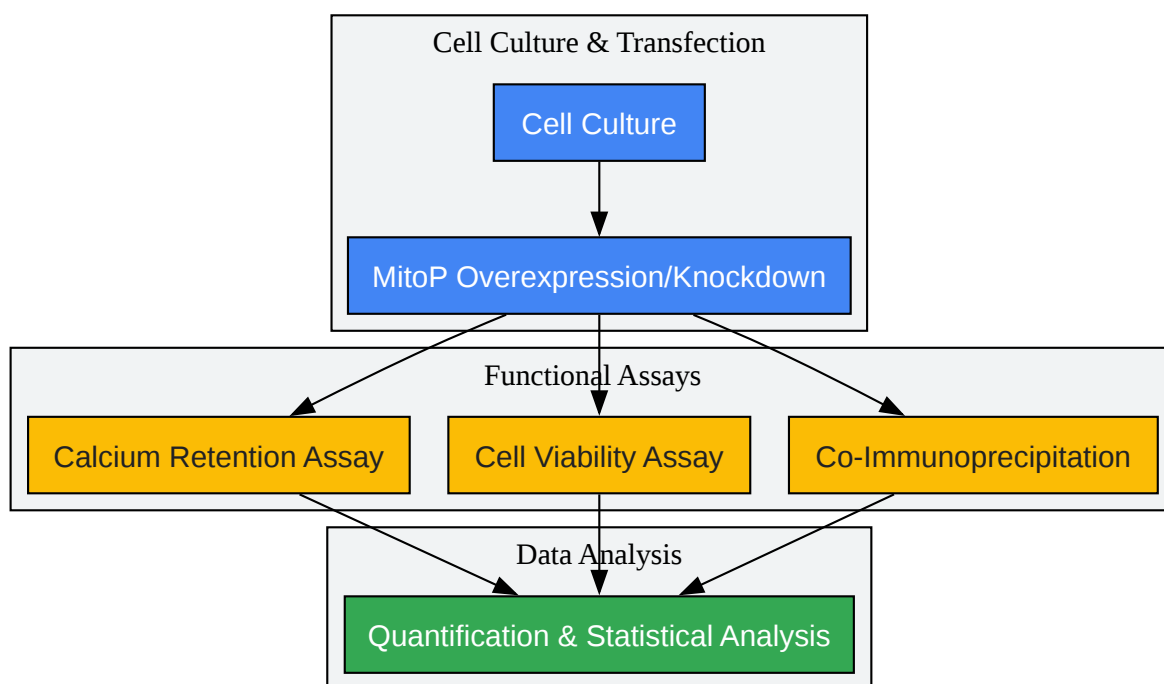 Cell Culture & Transfection
Cell Culture
MitoP Overexpression/Knockdown
Functional Assays
Calcium Retention Assay
Cell Viability Assay
Co-Immunoprecipitation
Data Analysis
Quantification & Statistical Analysis